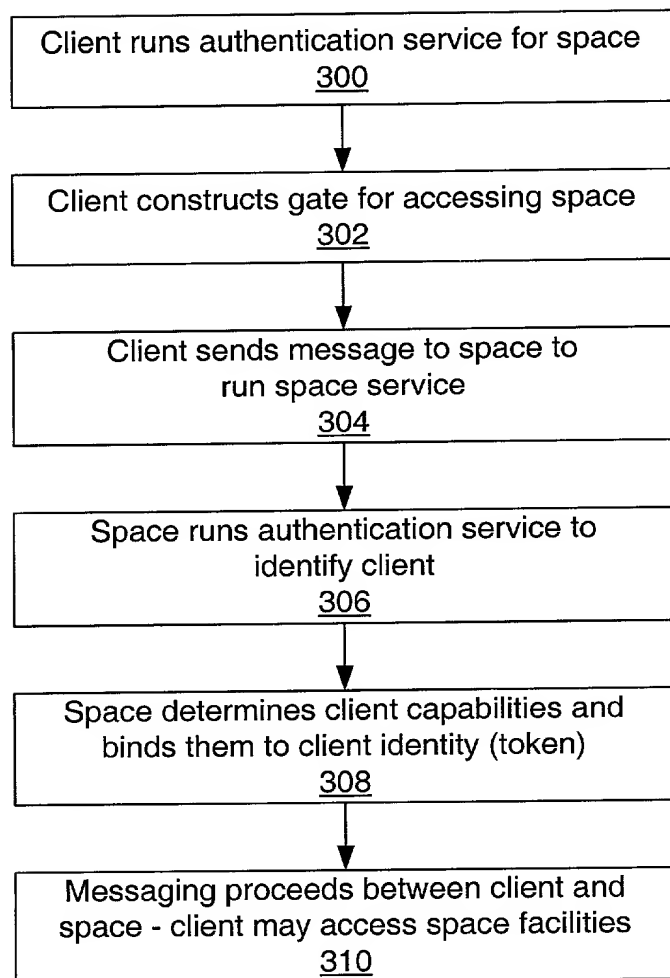 Client runs authentication service for space
300
Client constructs gate for accessing space
302
Client sends message to space to
run space service
304
Space runs authentication service to
identify client
306
Space determines client capabilities and
binds them to client identity (token)
308
Messaging proceeds between client and
space - client may access space facilities
310